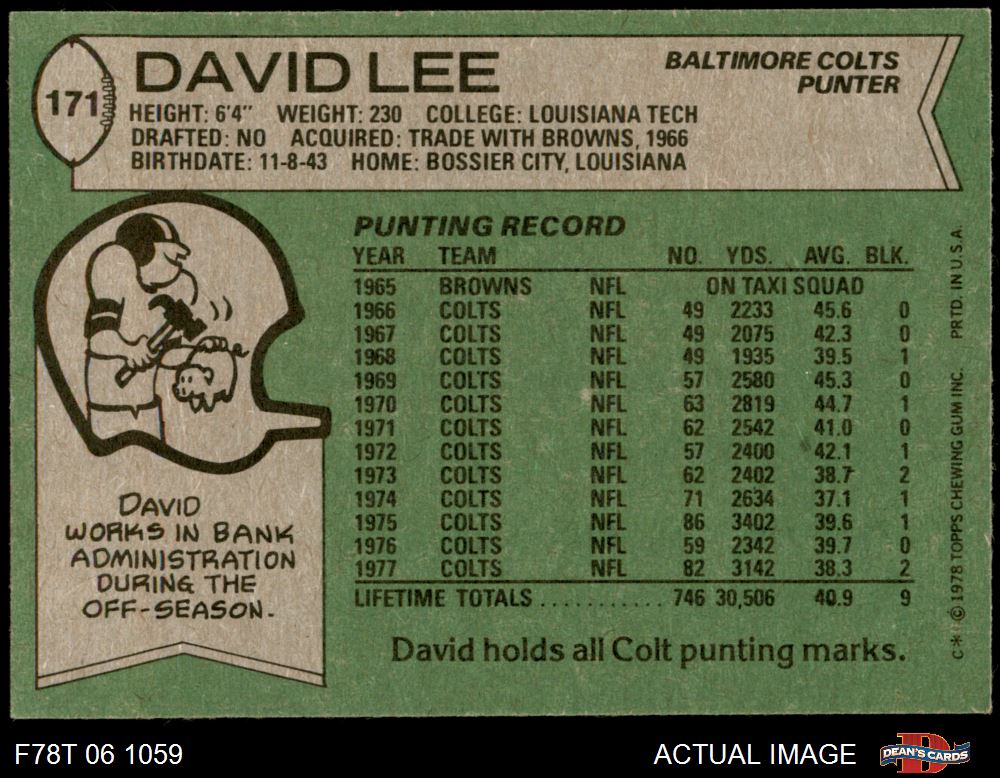 171
DAVID LEE
BALTIMORE COLTS
PUNTER
HEIGHT: 6'4" WEIGHT: 230 COLLEGE: LOUISIANA TECH
DRAFTED: NO ACQUIRED: TRADE WITH BROWNS, 1966
BIRTHDATE: 11-8-43 HOME: BOSSIER CITY, LOUISIANA
PUNTING RECORD
YEAR TEAM NO. YDS. AVG. BLK.
1965 BROWNS NFL ON TAXI SQUAD
1966 COLTS NFL 49 2233 45.6 0
1967 COLTS NFL 49 2075 42.3 0
1968 COLTS NFL 49 1935 39.5 1
1969 COLTS NFL 57 2580 45.3 0
1970 COLTS NFL 63 2819 44.7 1
1971 COLTS NFL 62 2542 41.0 0
1972 COLTS NFL 57 2400 42.1 1
1973 COLTS NFL 62 2402 38.7 2
1974 COLTS NFL 71 2634 37.1 1
1975 COLTS NFL 86 3402 39.6 1
1976 COLTS NFL 59 2342 39.7 0
1977 COLTS NFL 82 3142 38.3 2
LIFETIME TOTALS ........... 746 30,506 40.9 9
David holds all Colt punting marks.
DAVID
WORKS IN BANK
ADMINISTRATION
DURING THE
OFF-SEASON.
C* © 1978 TOPPS CHEWING GUM INC. PRTD. IN U.S.A.
F78T 06 1059
ACTUAL IMAGE
D
DEAN'S CARDS